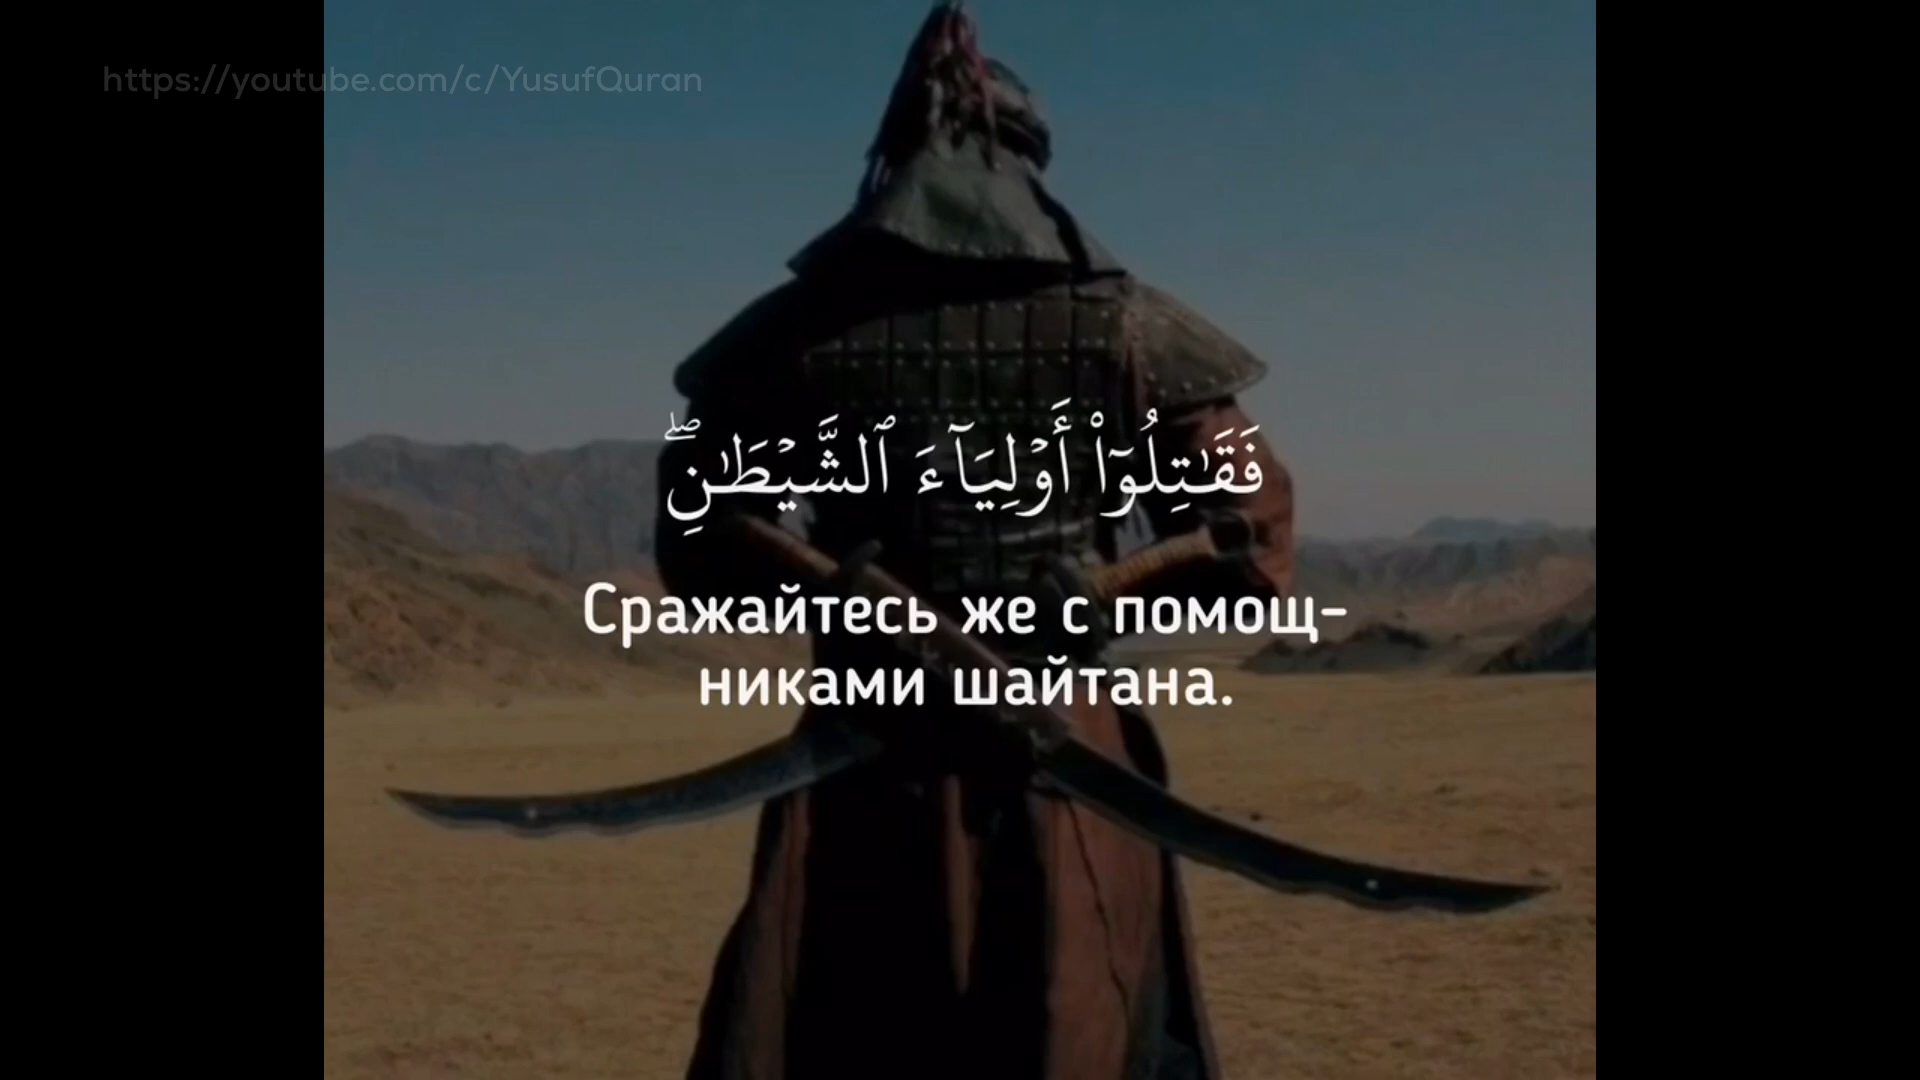 https://youtube.com/c/YusufQuran
فَقَٰتِلُوٓا۟ أَوْلِيَآءَ ٱلشَّيْطَٰنِ ۖ
Сражайтесь же с помощ-
никами шайтана.